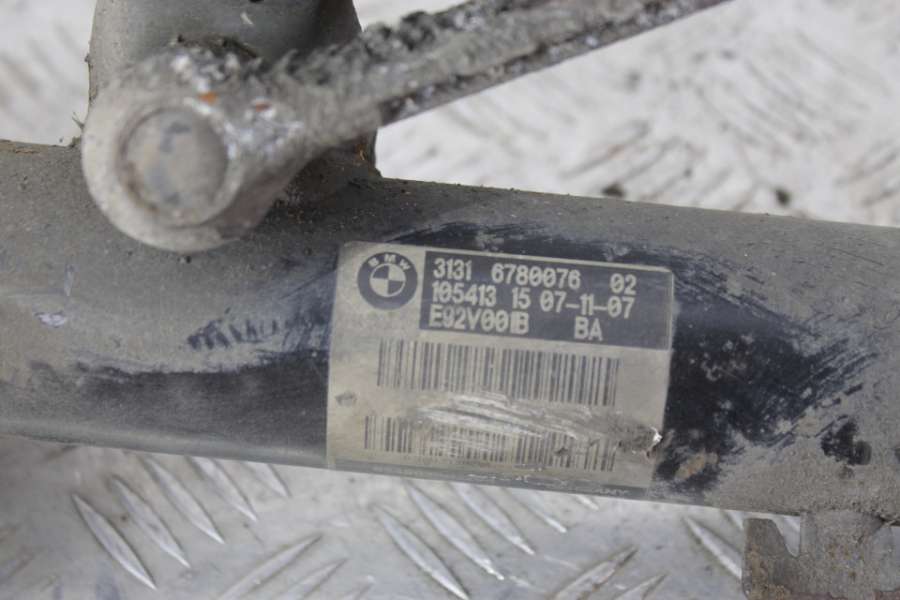 BMW
3131 6780076 02
105413 15 07-11-07
E92V001B BA